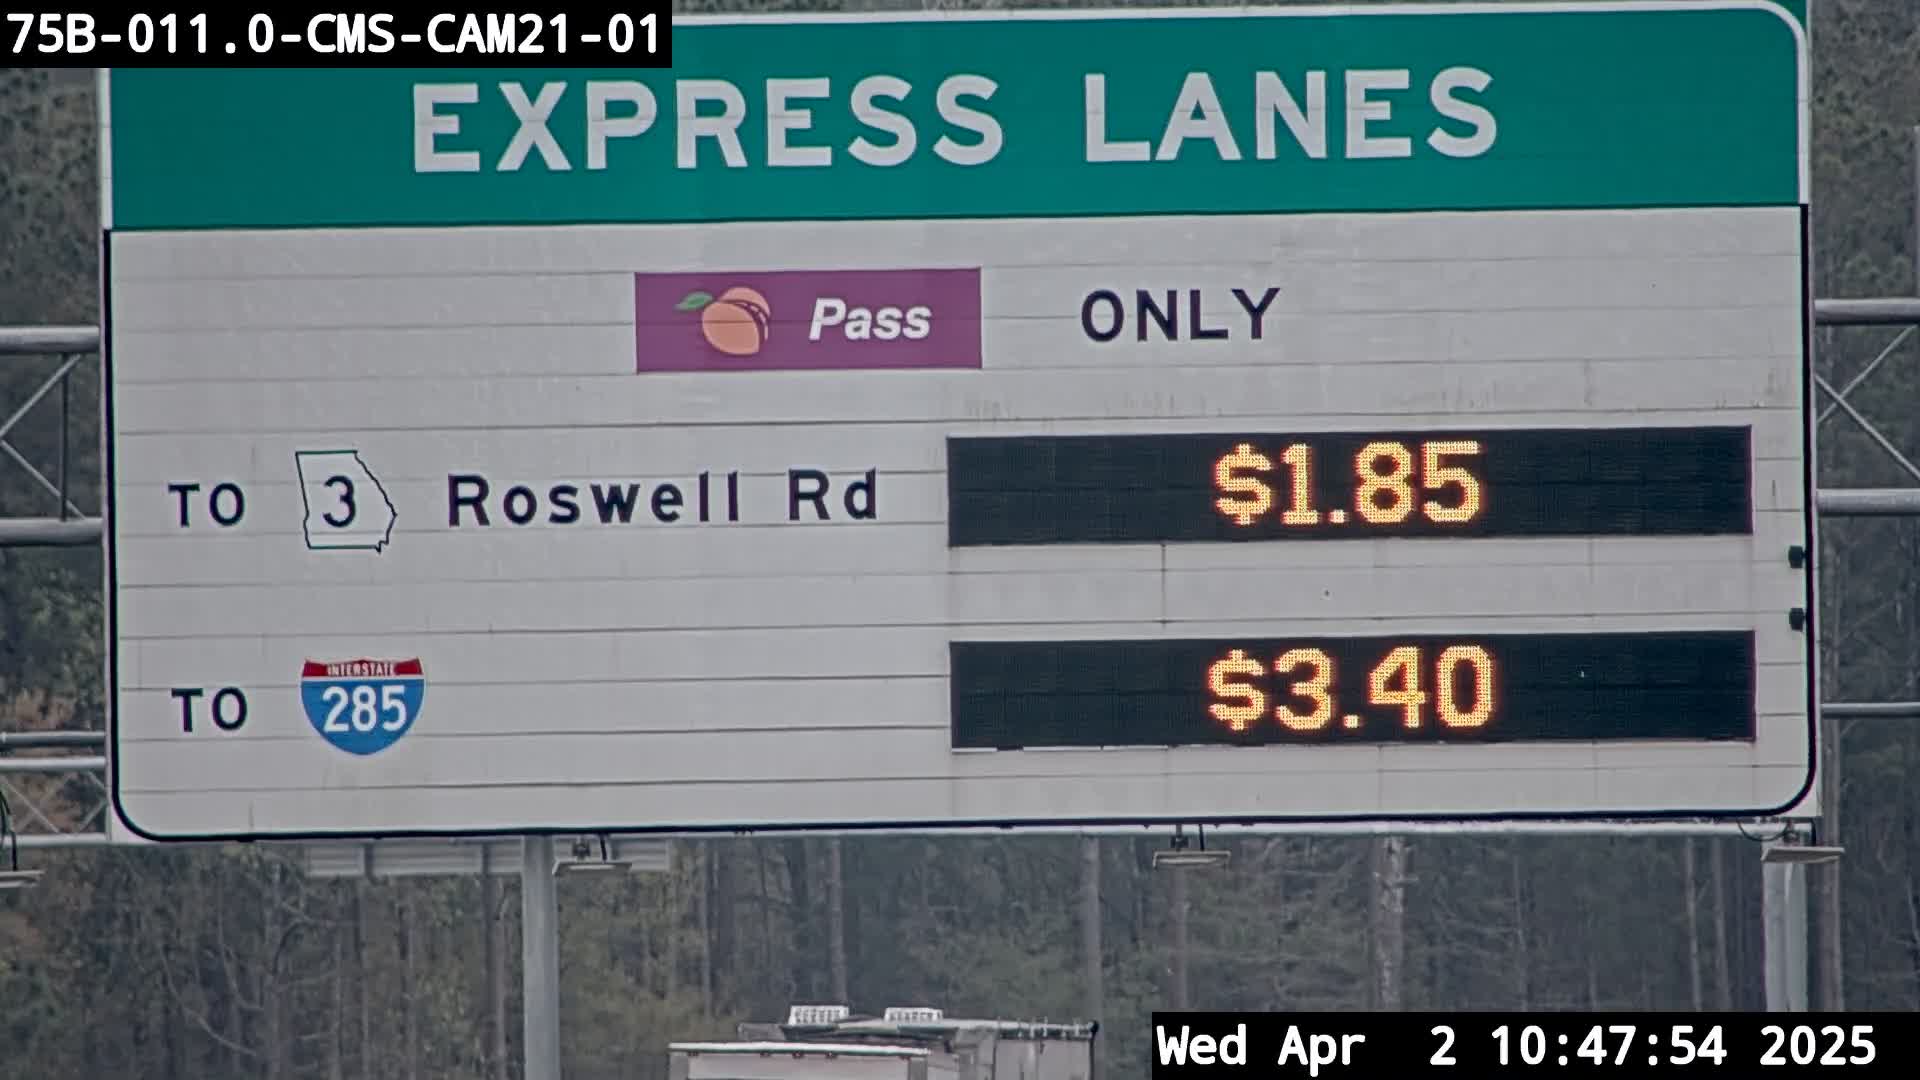 75B-011.0-CMS-CAM21-01
EXPRESS LANES
Pass ONLY
TO 3 Roswell Rd $1.85
INTERSTATE
TO 285 $3.40
Wed Apr 2 10:47:54 2025